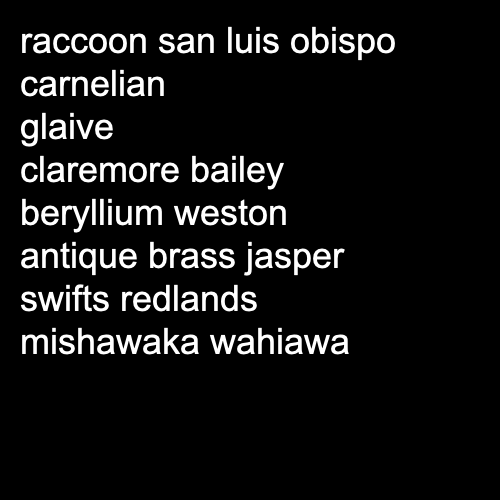 raccoon san luis obispo
carnelian
glaive
claremore bailey
beryllium weston
antique brass jasper
swifts redlands
mishawaka wahiawa